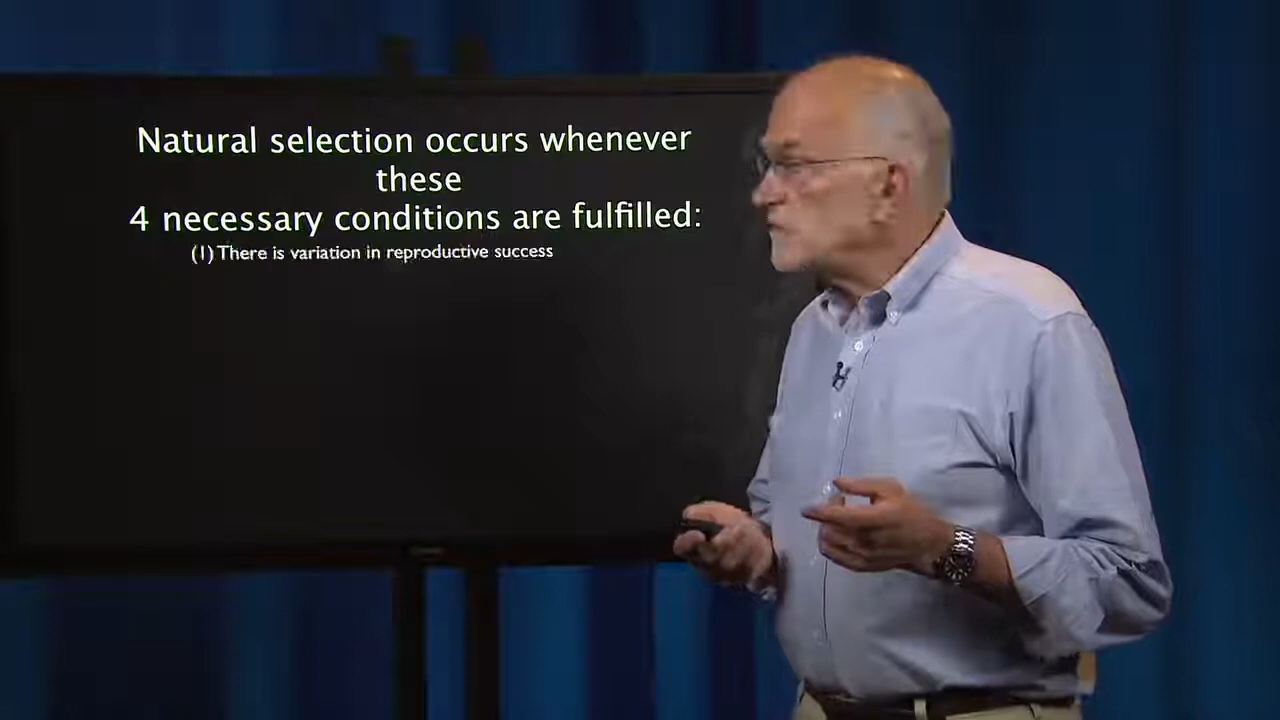 Natural selection occurs whenever
these
4 necessary conditions are fulfilled:
(1) There is variation in reproductive success